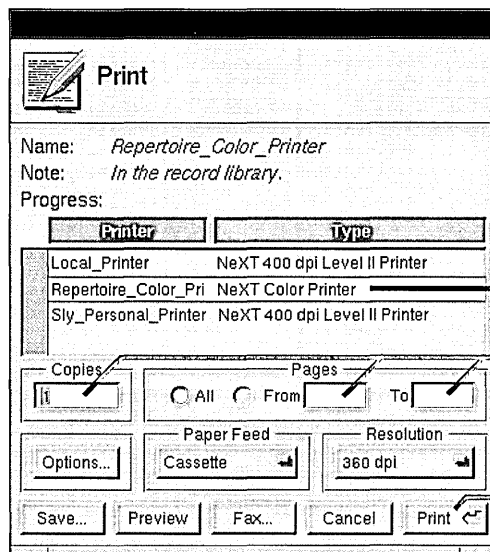 Print
Name: Repertoire_Color_Printer
Note: In the record library.
Progress:
Printer Type
Local_Printer NeXT 400 dpi Level II Printer
Repertoire_Color_Pri NeXT Color Printer
Sly_Personal_Printer NeXT 400 dpi Level II Printer
Copies Pages
1 All From To
Paper Feed Resolution
Options... Cassette 360 dpi
Save... Preview Fax... Cancel Print